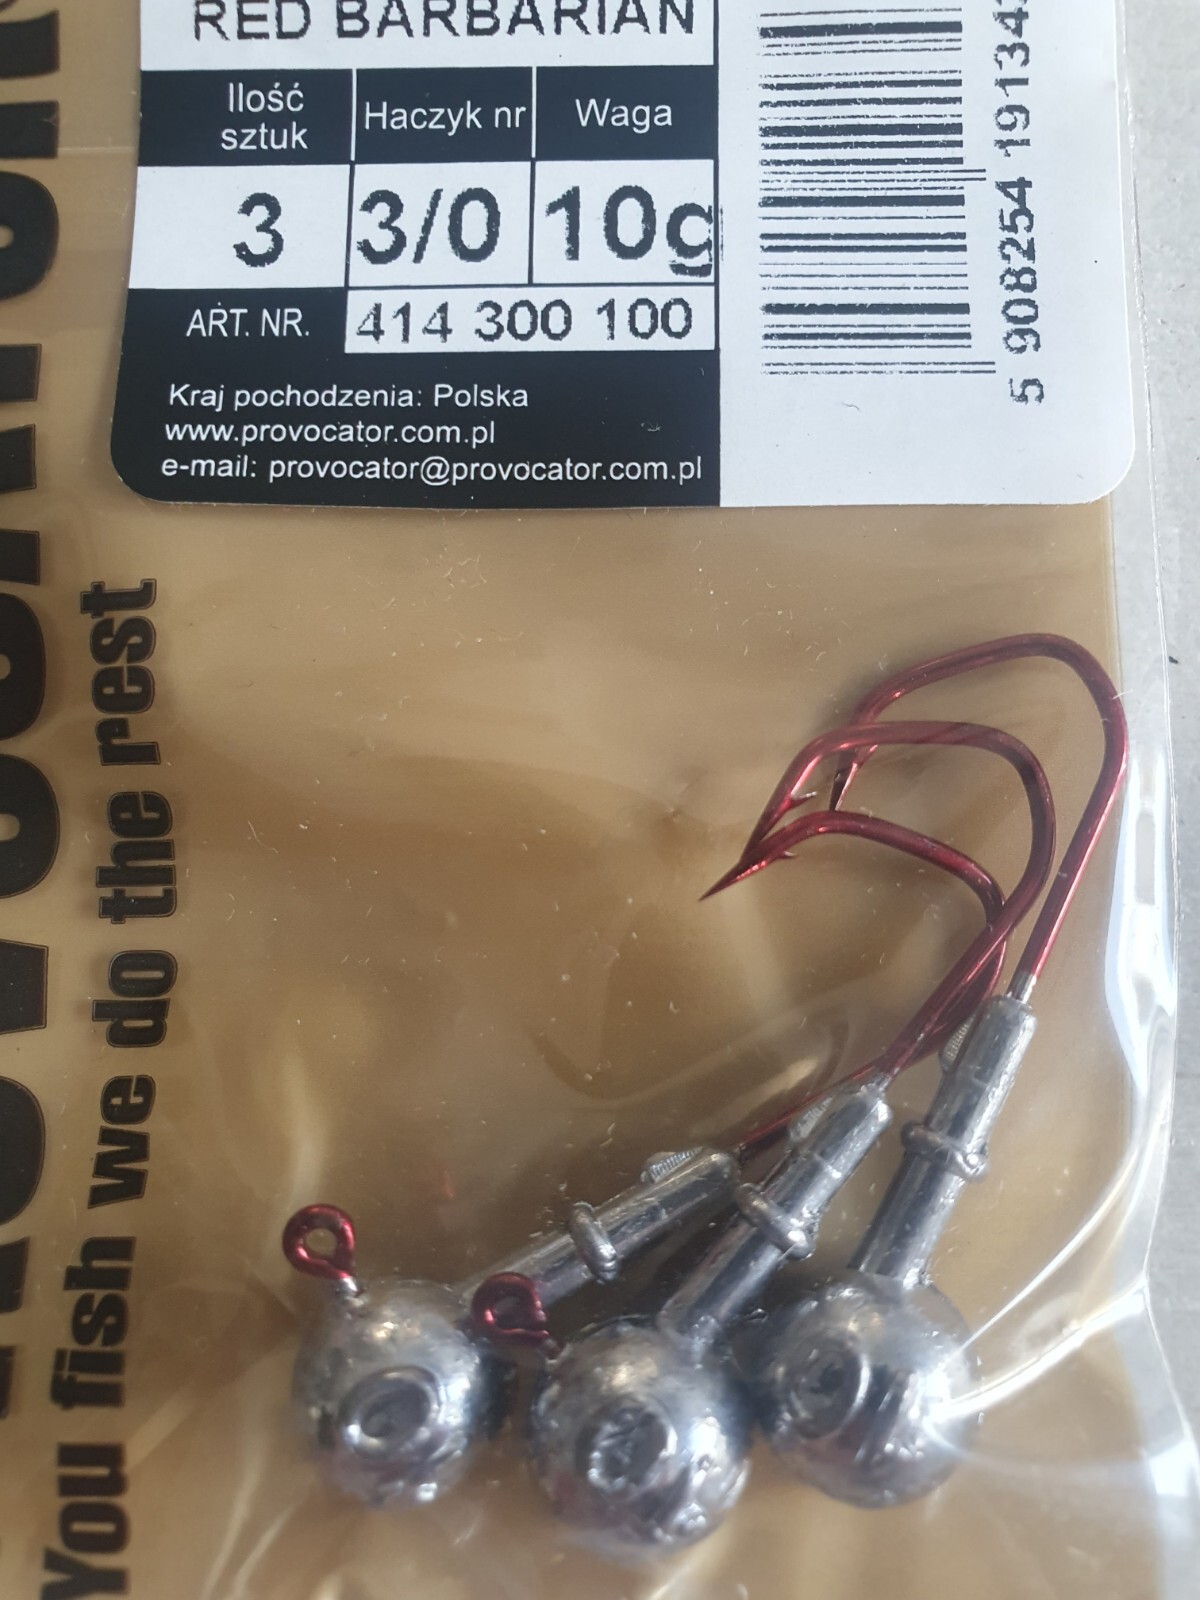 RED BARBARIAN
Ilość sztuk
Haczyk nr
Waga
3
3/0
10g
ART. NR.
414 300 100
Kraj pochodzenia: Polska
www.provocator.com.pl
e-mail: provocator@provocator.com.pl
5 908254 19134
You fish we do the rest